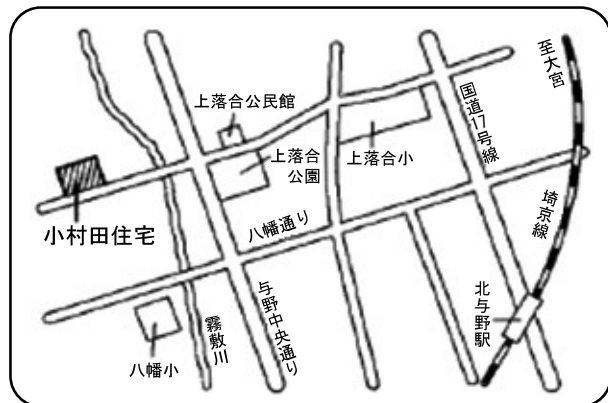 至大宮
上落合公民館
国道17号線
上落合
公園
上落合小
小村田住宅
八幡通り
埼京線
北与野駅
与野中央通り
霧敷川
八幡小